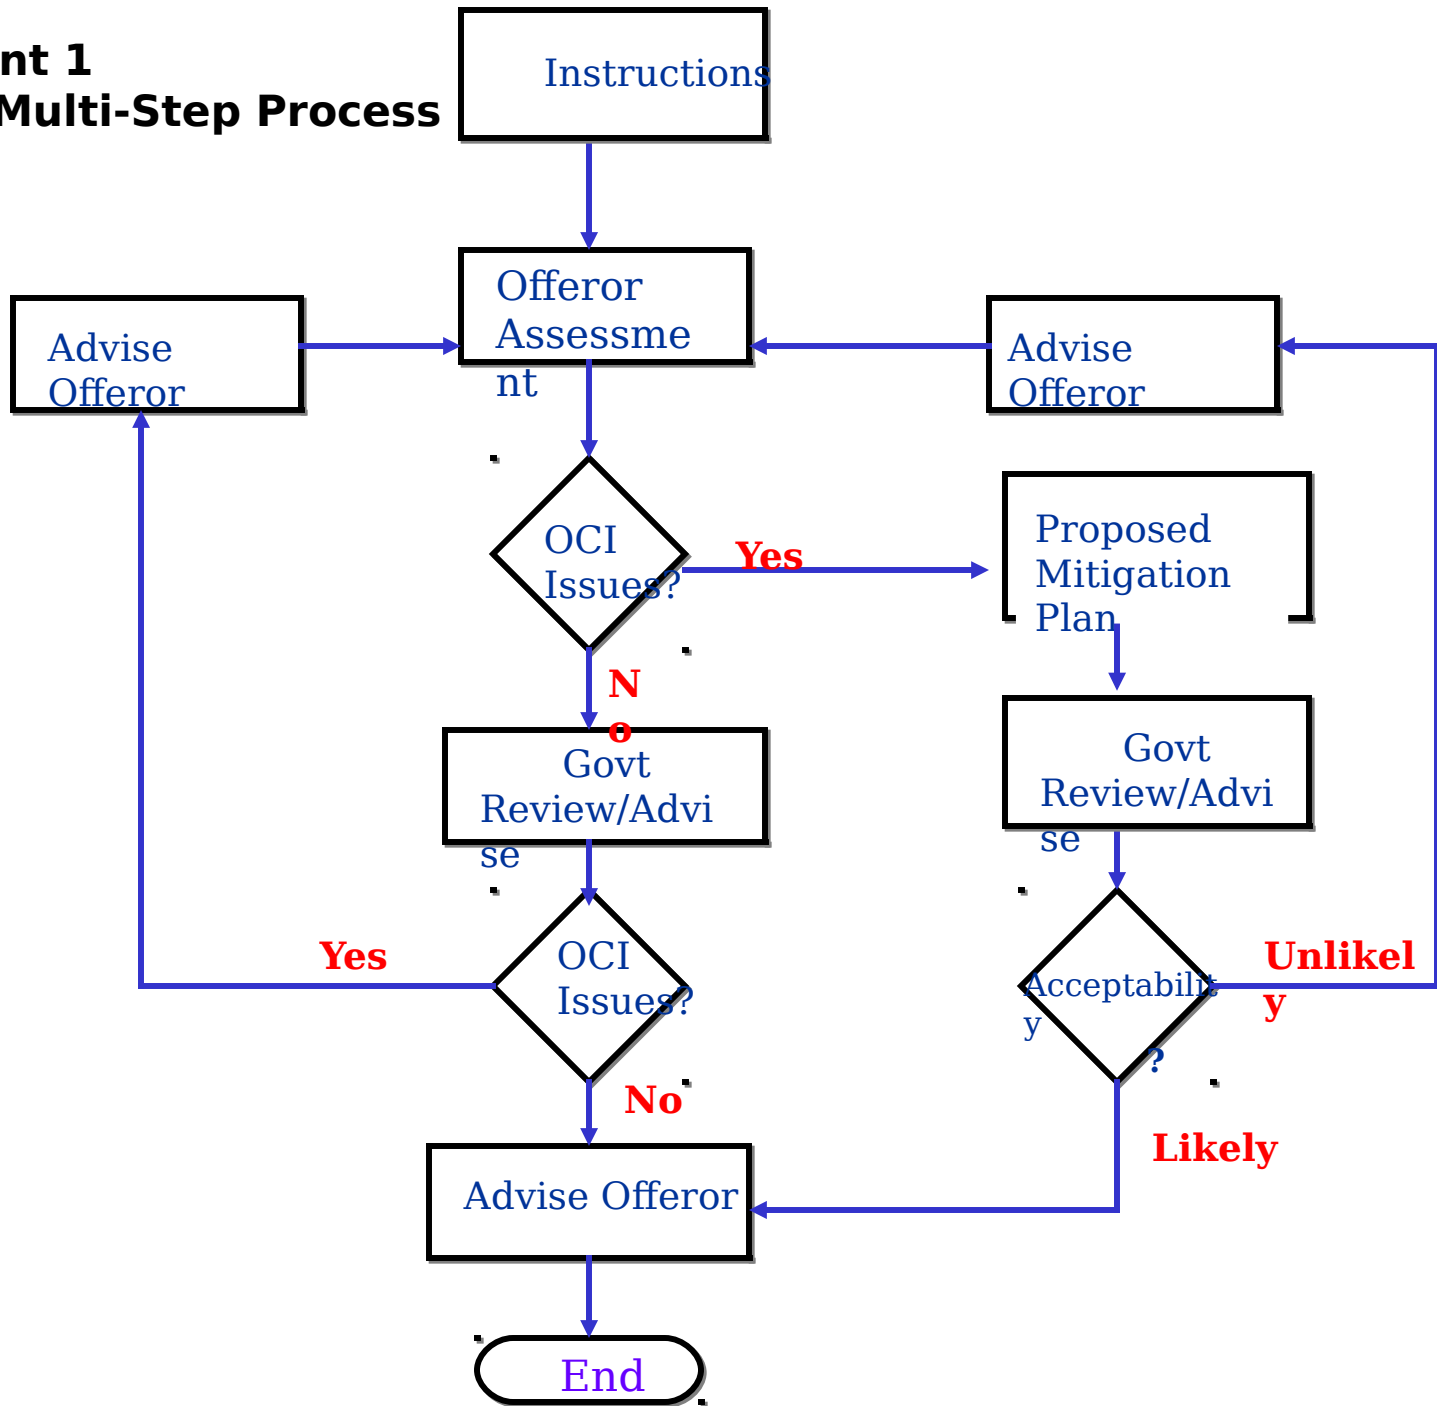 nt 1
Multi-Step Process
Instructions
Offeror
Assessme
nt
Advise
Offeror
Advise
Offeror
OCI
Issues?
Yes
Proposed
Mitigation
Plan
N
o
Govt
Review/Advi
se
Govt
Review/Advi
se
Yes
OCI
Issues?
Acceptabilit
y
?
Unlikel
y
No
Likely
Advise Offeror
End